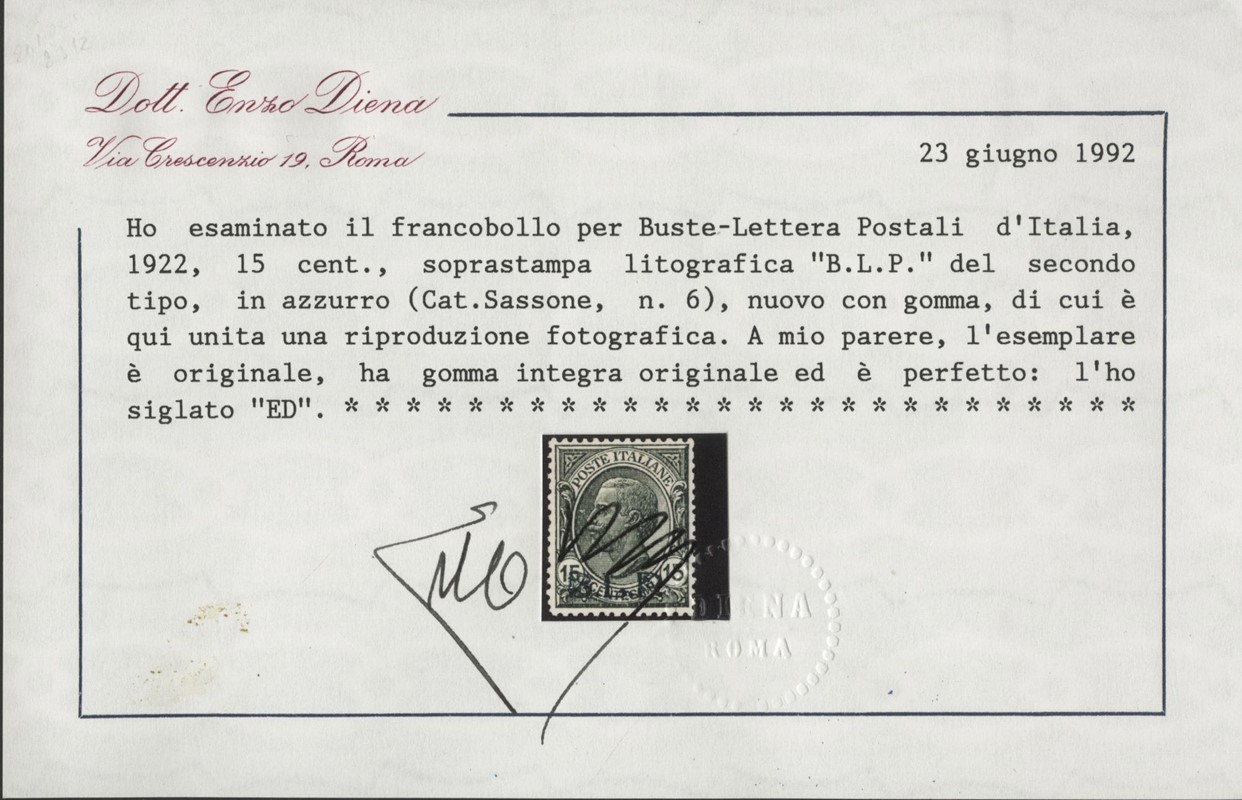 Dott. Enzo Diena
Via Crescenzio 19, Roma
23 giugno 1992
Ho esaminato il francobollo per Buste-Lettera Postali d'Italia,
1922, 15 cent., soprastampa litografica "B.L.P." del secondo
tipo, in azzurro (Cat.Sassone, n. 6), nuovo con gomma, di cui è
qui unita una riproduzione fotografica. A mio parere, l'esemplare
è originale, ha gomma integra originale ed è perfetto: l'ho
siglato "ED". * * * * * * * * * * * * * * * * * * * * * * * * * *
POSTE ITALIANE
15 15
DIENA
ROMA